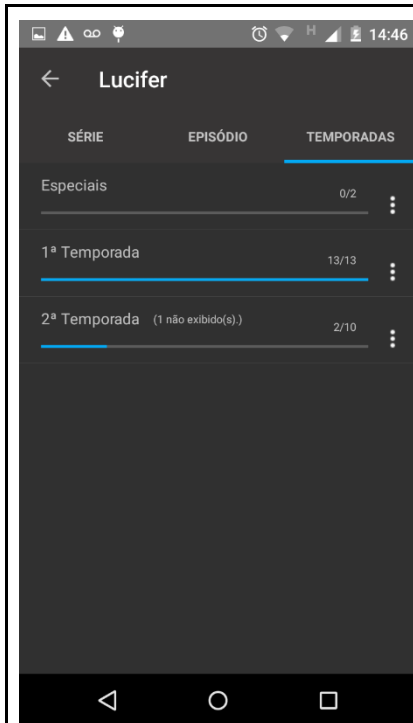 H 14:46
Lucifer
SÉRIE EPISÓDIO TEMPORADAS
Especiais 0/2
1ª Temporada 13/13
2ª Temporada (1 não exibido(s).) 2/10